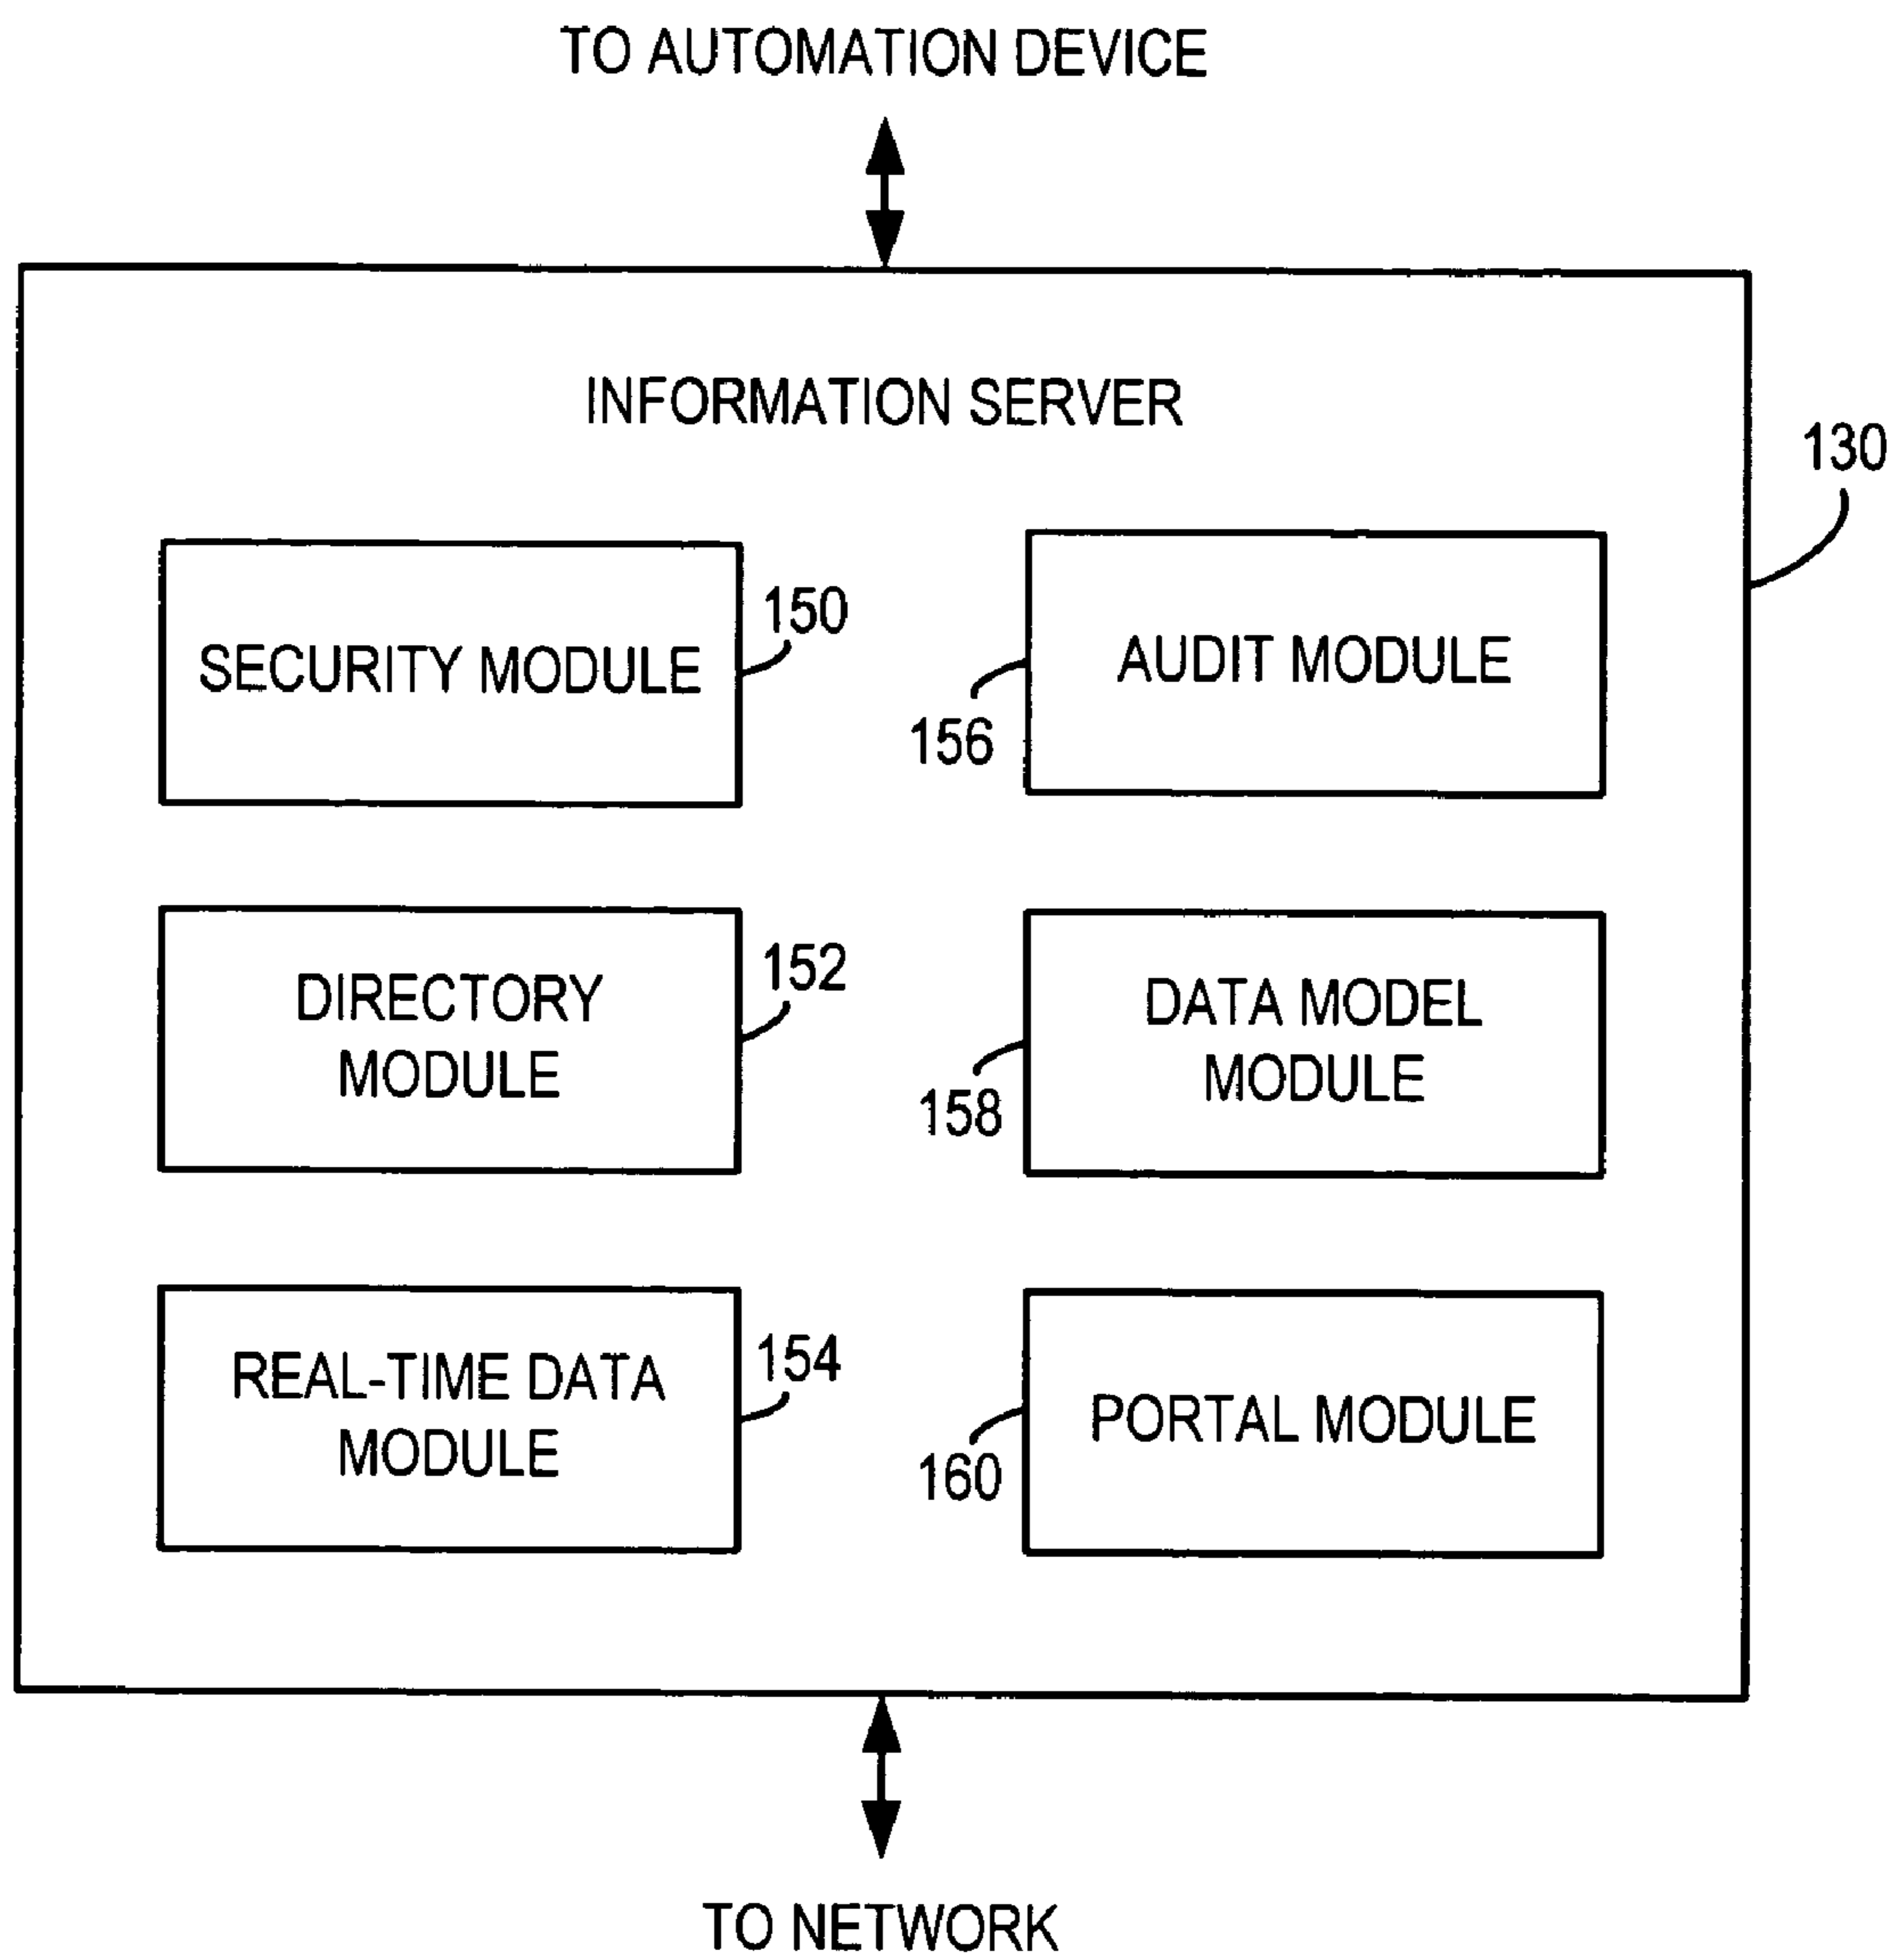 TO AUTOMATION DEVICE
INFORMATION SERVER
130
SECURITY MODULE
150
AUDIT MODULE
156
DIRECTORY
MODULE
152
DATA MODEL
MODULE
158
REAL-TIME DATA
MODULE
154
PORTAL MODULE
160
TO NETWORK